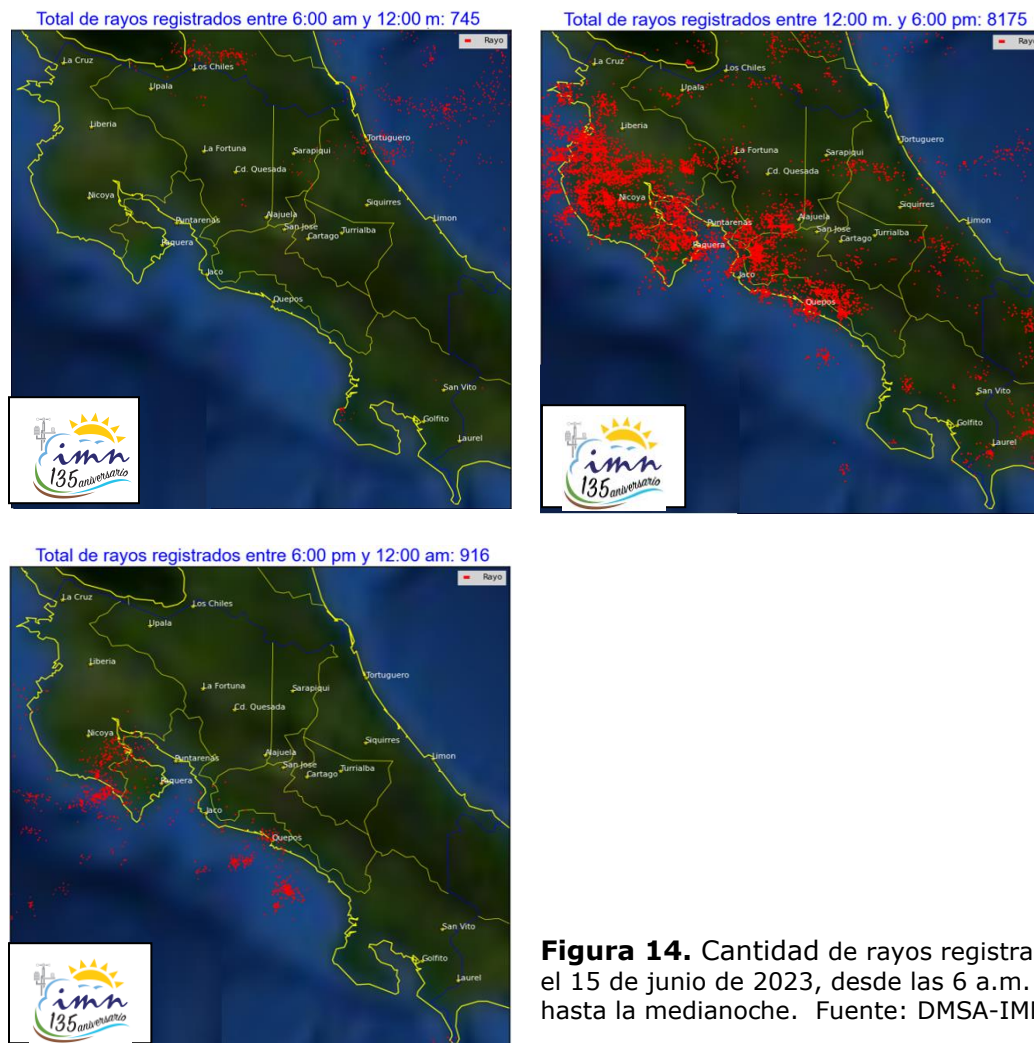 Total de rayos registrados entre 6:00 am y 12:00 m: 745
Rayo
La Cruz
Los Chiles
Upala
Liberia
Tortuguero
La Fortuna
Sarapiqui
Cd. Quesada
Nicoya
Siquirres
Puntarenas
Alajuela
Limon
San Jose
Turrialba
Cartago
Paquera
Jaco
Quepos
San Vito
Golfito
Laurel
imn
135 aniversario
Total de rayos registrados entre 12:00 m. y 6:00 pm: 8175
Rayo
La Cruz
Los Chiles
Upala
Liberia
Tortuguero
La Fortuna
Sarapiqui
Cd. Quesada
Nicoya
Siquirres
Puntarenas
Alajuela
Limon
San Jose
Turrialba
Cartago
Paquera
Jaco
Quepos
San Vito
Golfito
Laurel
imn
135 aniversario
Total de rayos registrados entre 6:00 pm y 12:00 am: 916
Rayo
La Cruz
Los Chiles
Upala
Liberia
Tortuguero
La Fortuna
Sarapiqui
Cd. Quesada
Nicoya
Siquirres
Puntarenas
Alajuela
Limon
San Jose
Turrialba
Cartago
Paquera
Jaco
Quepos
San Vito
Golfito
Laurel
imn
135 aniversario
Figura 14. Cantidad de rayos registra
el 15 de junio de 2023, desde las 6 a.m.
hasta la medianoche. Fuente: DMSA-IM